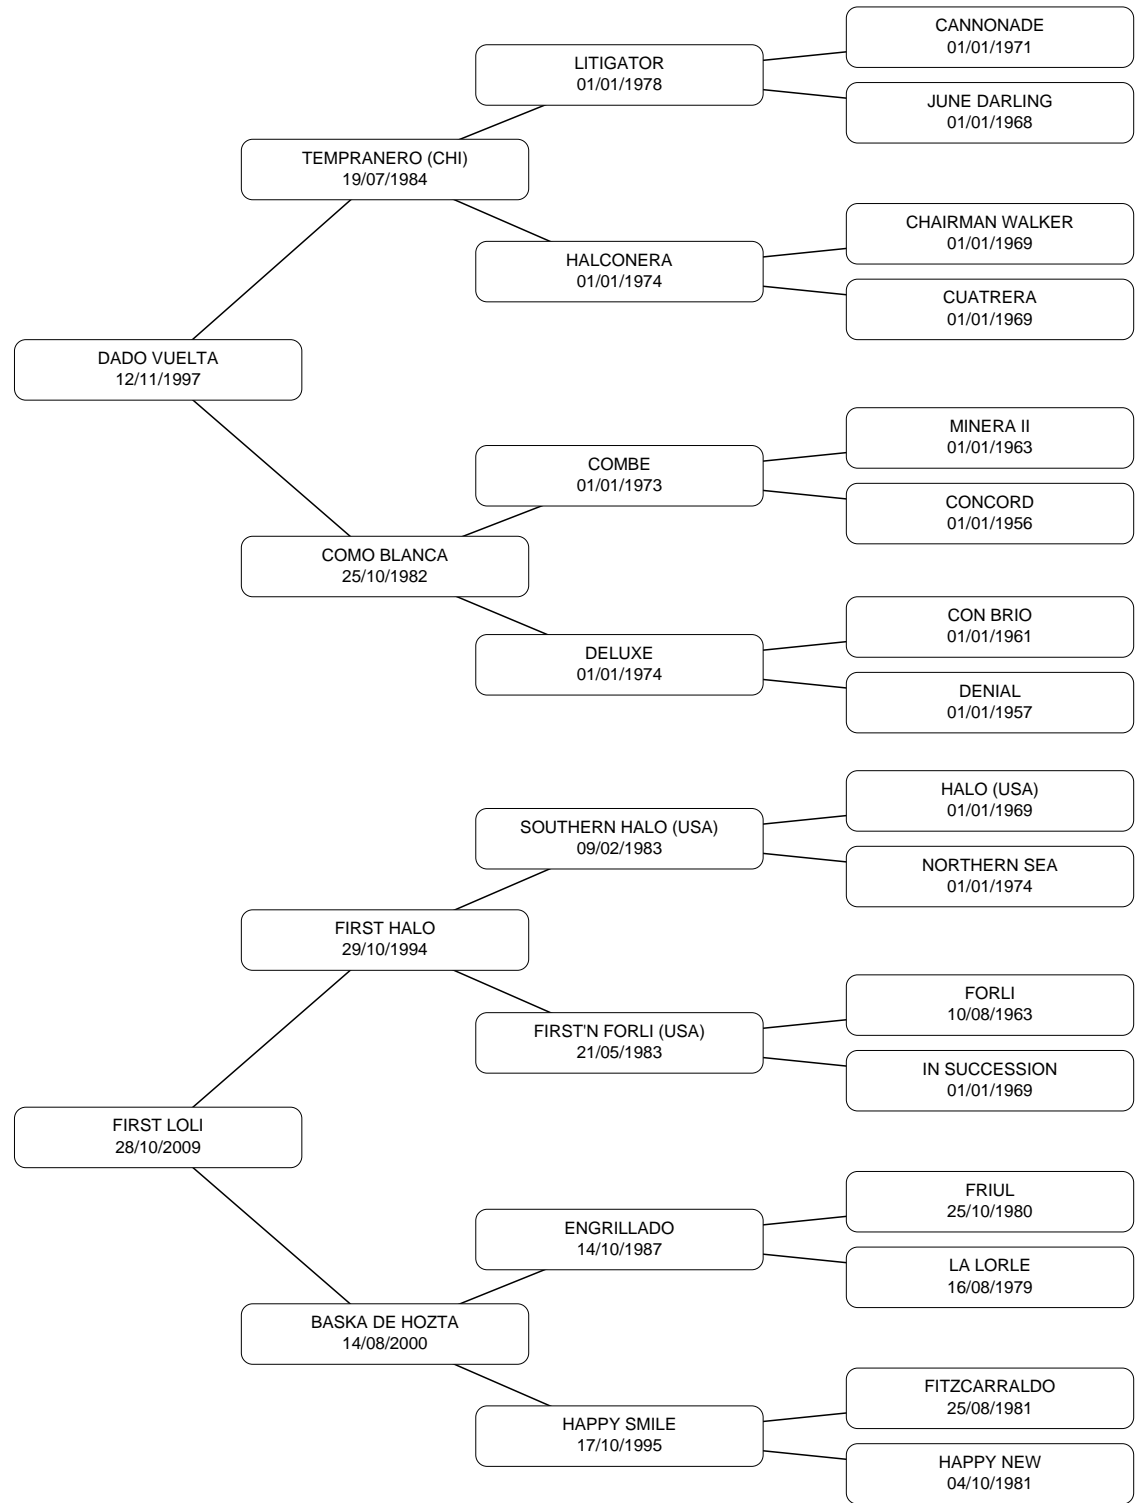 CANNONADE
01/01/1971
LITIGATOR
01/01/1978
JUNE DARLING
01/01/1968
TEMPRANERO (CHI)
19/07/1984
CHAIRMAN WALKER
01/01/1969
HALCONERA
01/01/1974
CUATRERA
01/01/1969
DADO VUELTA
12/11/1997
MINERA II
01/01/1963
COMBE
01/01/1973
CONCORD
01/01/1956
COMO BLANCA
25/10/1982
CON BRIO
01/01/1961
DELUXE
01/01/1974
DENIAL
01/01/1957
HALO (USA)
01/01/1969
SOUTHERN HALO (USA)
09/02/1983
NORTHERN SEA
01/01/1974
FIRST HALO
29/10/1994
FORLI
10/08/1963
FIRST'N FORLI (USA)
21/05/1983
IN SUCCESSION
01/01/1969
FIRST LOLI
28/10/2009
FRIUL
25/10/1980
ENGRILLADO
14/10/1987
LA LORLE
16/08/1979
BASKA DE HOZTA
14/08/2000
FITZCARRALDO
25/08/1981
HAPPY SMILE
17/10/1995
HAPPY NEW
04/10/1981